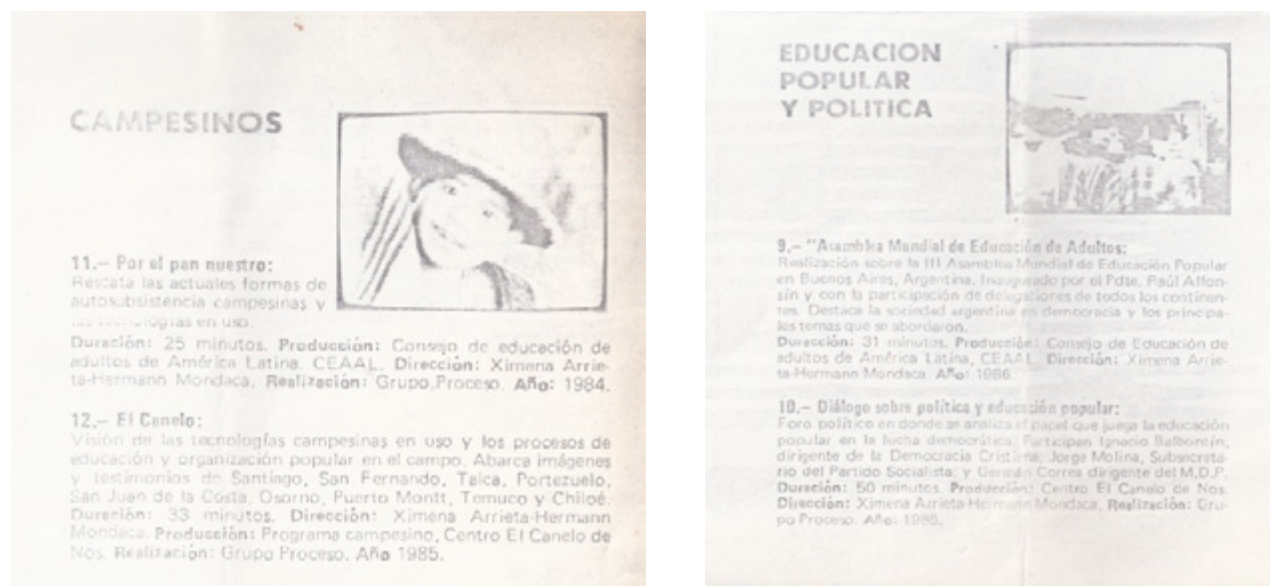 CAMPESINOS
11.— Por el pan nuestro:
Rescata las actuales formas de
autosubsistencia campesinas y
las tecnologías en uso.
Duración: 25 minutos. Producción: Consejo de educación de
adultos de América Latina. CEAAL. Dirección: Ximena Arrie-
ta-Hermann Mondaca. Realización: Grupo Proceso. Año: 1984.
12.— El Canelo:
Visión de las tecnologías campesinas en uso y los procesos de
educación y organización popular en el campo. Abarca imágenes
y testimonios de Santiago, San Fernando, Talca, Portezuelo,
San Juan de la Costa, Osorno, Puerto Montt, Temuco y Chiloé.
Duración: 33 minutos. Dirección: Ximena Arrieta-Hermann
Mondaca. Producción: Programa campesino, Centro El Canelo de
Nos. Realización: Grupo Proceso. Año 1985.
EDUCACION
POPULAR
Y POLITICA
9.— "Asamblea Mundial de Educación de Adultos:
Realización sobre la III Asamblea Mundial de Educación Popular
en Buenos Aires, Argentina. Inaugurado por el Pdte. Raúl Alfon-
sín y con la participación de delegaciones de todos los continen-
tes. Destaca la sociedad argentina en democracia y los principa-
les temas que se abordaron.
Duración: 31 minutos. Producción: Consejo de Educación de
adultos de América Latina, CEAAL. Dirección: Ximena Arrie-
ta-Hermann Mondaca. Año: 1986.
10.— Diálogo sobre política y educación popular:
Foro político en donde se analiza el papel que juega la educación
popular en la lucha democrática. Participan Ignacio Balbontín,
dirigente de la Democracia Cristiana; Jorge Molina, Subsecreta-
rio del Partido Socialista; y Germán Correa dirigente del M.D.P.
Duración: 50 minutos. Producción: Centro El Canelo de Nos.
Dirección: Ximena Arrieta Hermann Mondaca, Realización: Gru-
po Proceso. Año: 1986.